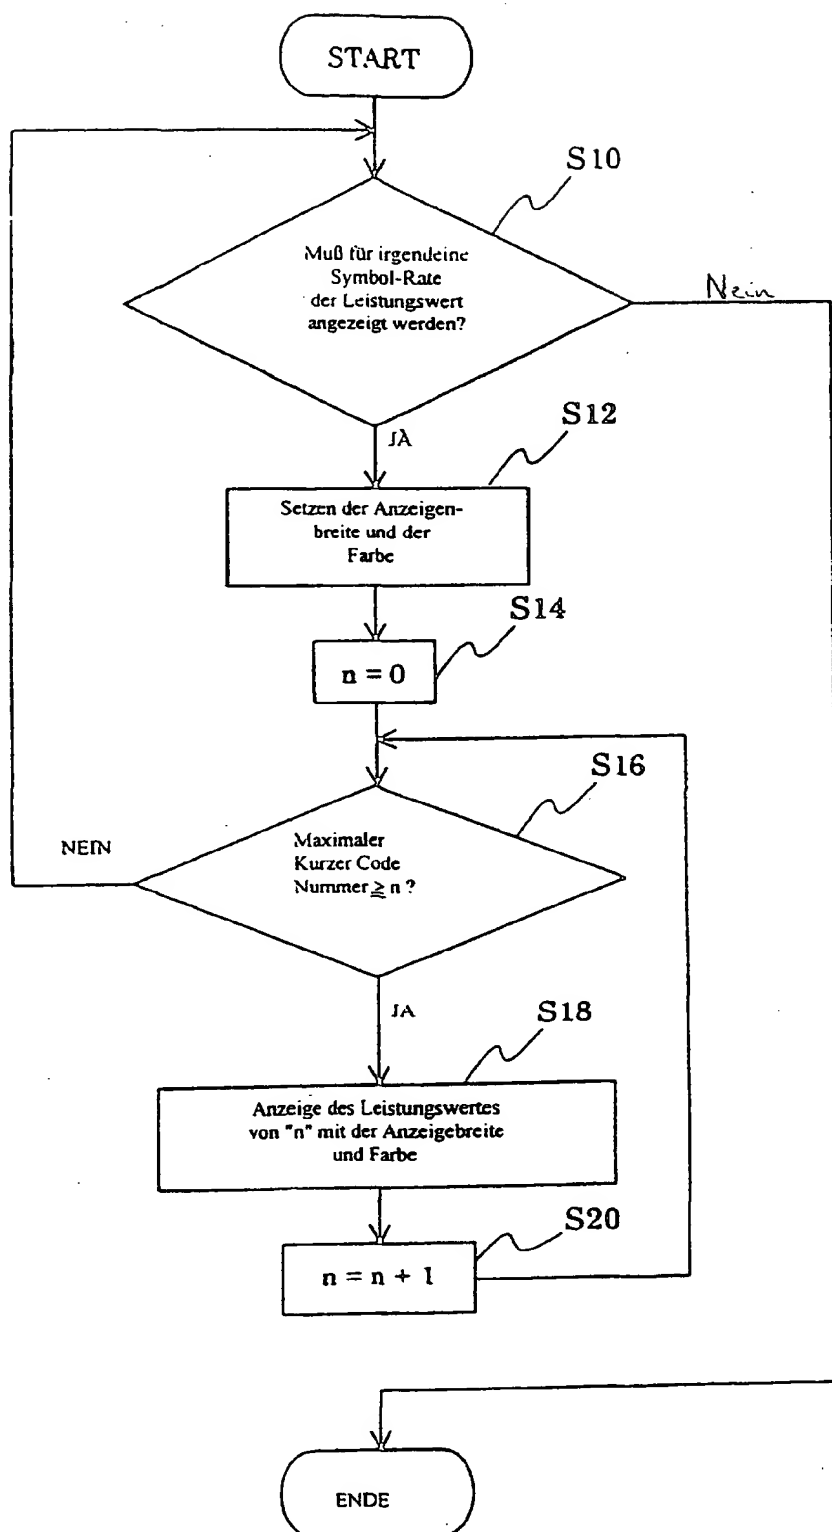 START
S10
Muß für irgendeine
Symbol-Rate
der Leistungswert
angezeigt werden?
Nein
JA
S12
Setzen der Anzeigen-
breite und der
Farbe
S14
n = 0
S16
NEIN
Maximaler
Kurzer Code
Nummer ≧ n ?
JA
S18
Anzeige des Leistungswertes
von "n" mit der Anzeigebreite
und Farbe
S20
n = n + 1
ENDE